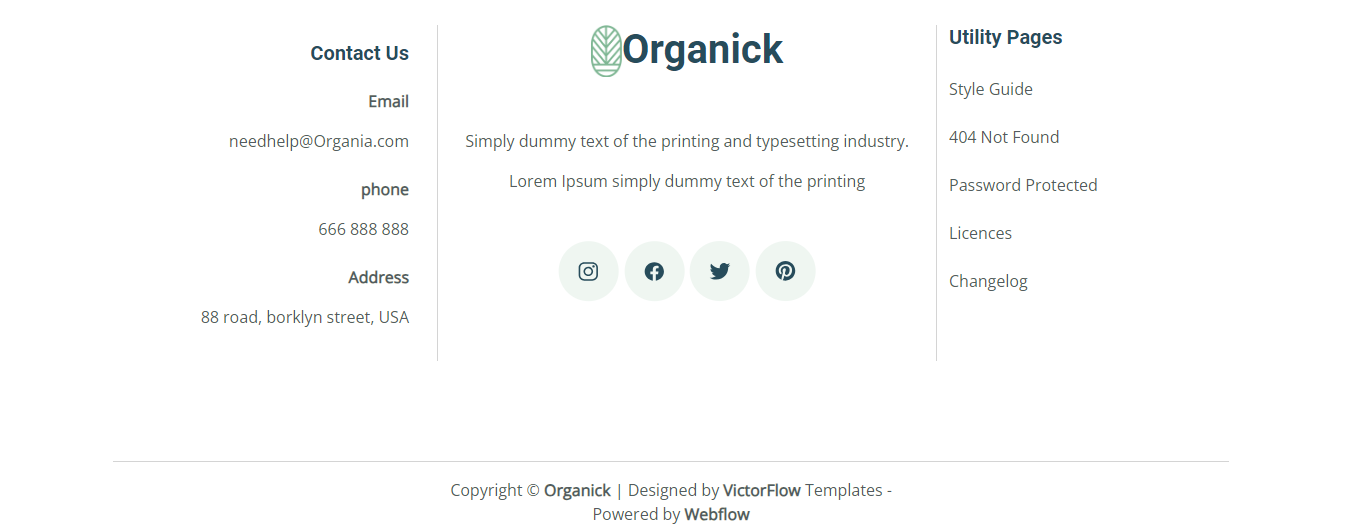 Contact Us
Email
needhelp@Organia.com
phone
666 888 888
Address
88 road, borklyn street, USA
Organick
Simply dummy text of the printing and typesetting industry.
Lorem Ipsum simply dummy text of the printing
Utility Pages
Style Guide
404 Not Found
Password Protected
Licences
Changelog
Copyright © Organick | Designed by VictorFlow Templates -
Powered by Webflow